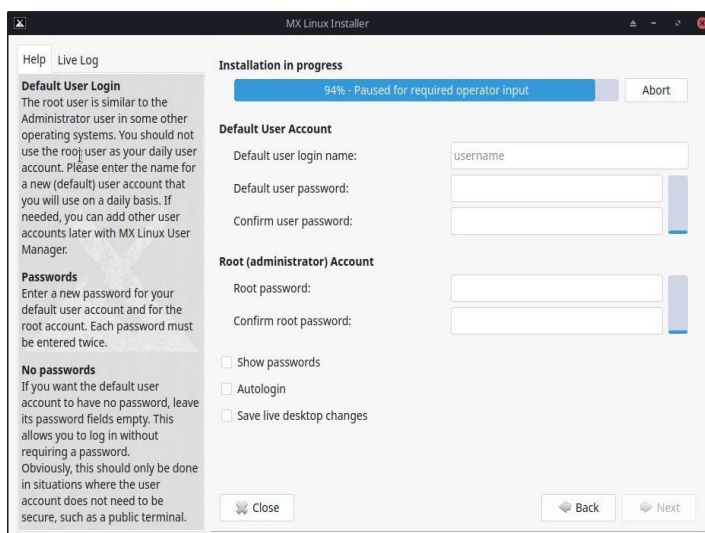 MX Linux Installer
Help
Live Log
Default User Login
The root user is similar to the
Administrator user in some other
operating systems. You should not
use the root user as your daily user
account. Please enter the name for
a new (default) user account that
you will use on a daily basis. If
needed, you can add other user
accounts later with MX Linux User
Manager.
Passwords
Enter a new password for your
default user account and for the
root account. Each password must
be entered twice.
No passwords
If you want the default user
account to have no password, leave
its password fields empty. This
allows you to log in without
requiring a password.
Obviously, this should only be done
in situations where the user
account does not need to be
secure, such as a public terminal.
Installation in progress
94% - Paused for required operator input
Abort
Default User Account
Default user login name:
username
Default user password:
Confirm user password:
Root (administrator) Account
Root password:
Confirm root password:
Show passwords
Autologin
Save live desktop changes
Close
Back
Next